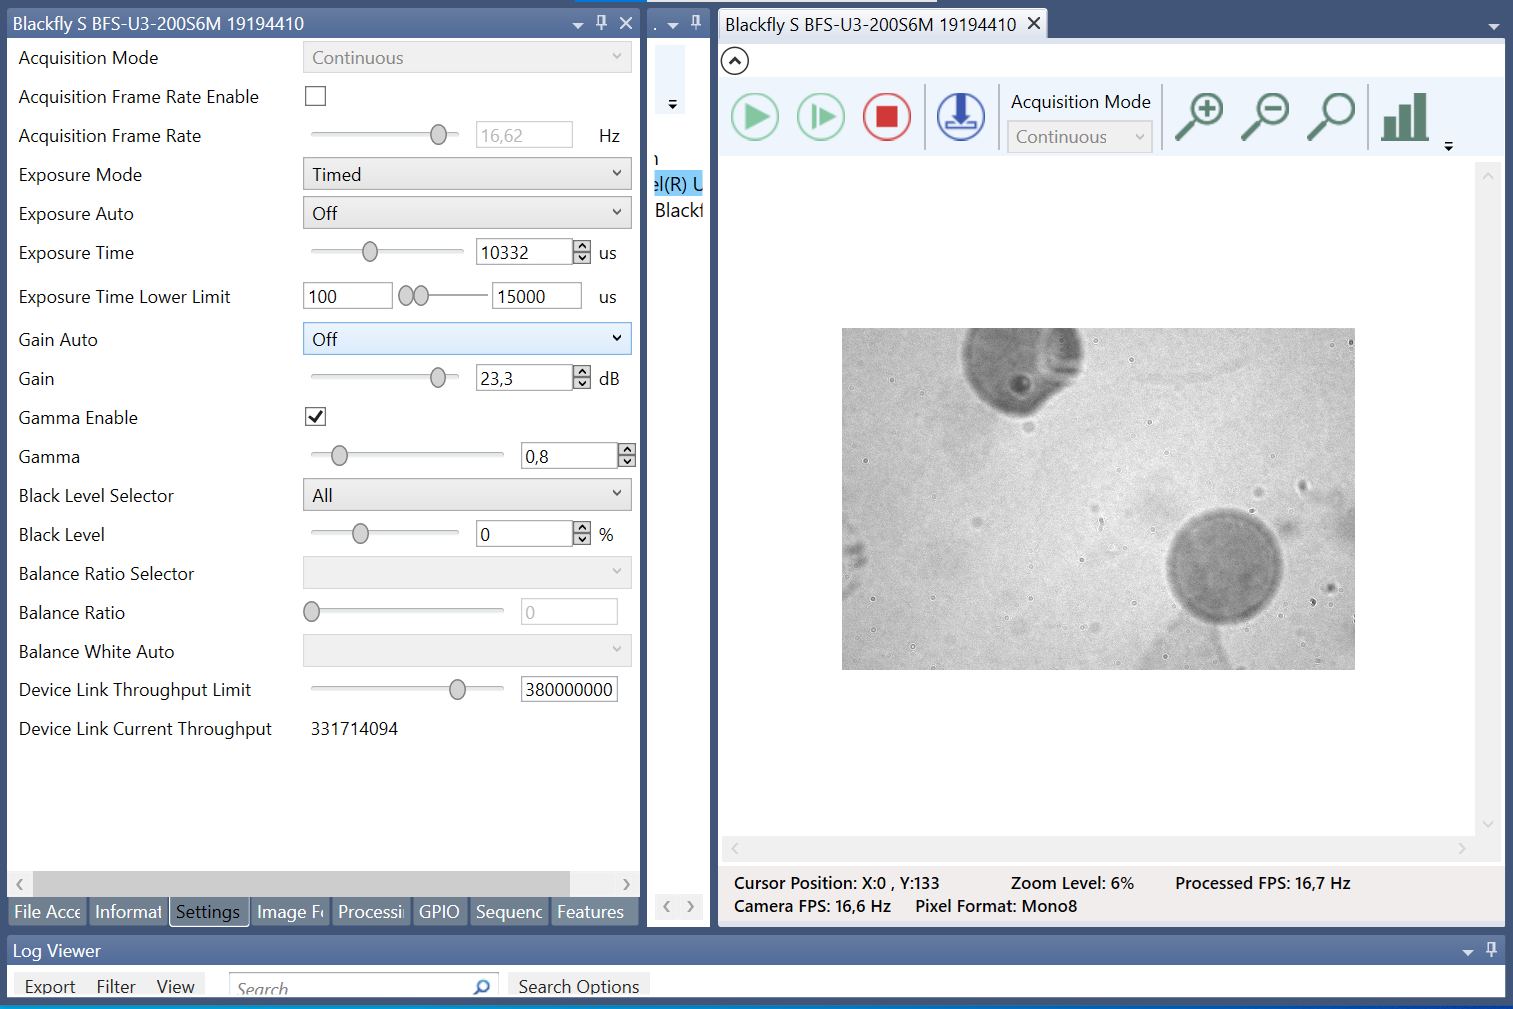 Blackfly S BFS-U3-200S6M 19194410
Acquisition Mode Continuous
Acquisition Frame Rate Enable
Acquisition Frame Rate 16,62 Hz
Exposure Mode Timed
Exposure Auto Off
Exposure Time 10332 us
Exposure Time Lower Limit 100 15000 us
Gain Auto Off
Gain 23,3 dB
Gamma Enable
Gamma 0,8
Black Level Selector All
Black Level 0 %
Balance Ratio Selector
Balance Ratio 0
Balance White Auto
Device Link Throughput Limit 380000000
Device Link Current Throughput 331714094
File Acce Informat Settings Image Fo Processi GPIO Sequenc Features
el(R) U
Blackf
Blackfly S BFS-U3-200S6M 19194410
Acquisition Mode
Continuous
Cursor Position: X:0 , Y:133 Zoom Level: 6% Processed FPS: 16,7 Hz
Camera FPS: 16,6 Hz Pixel Format: Mono8
Log Viewer
Export Filter View Search Search Options